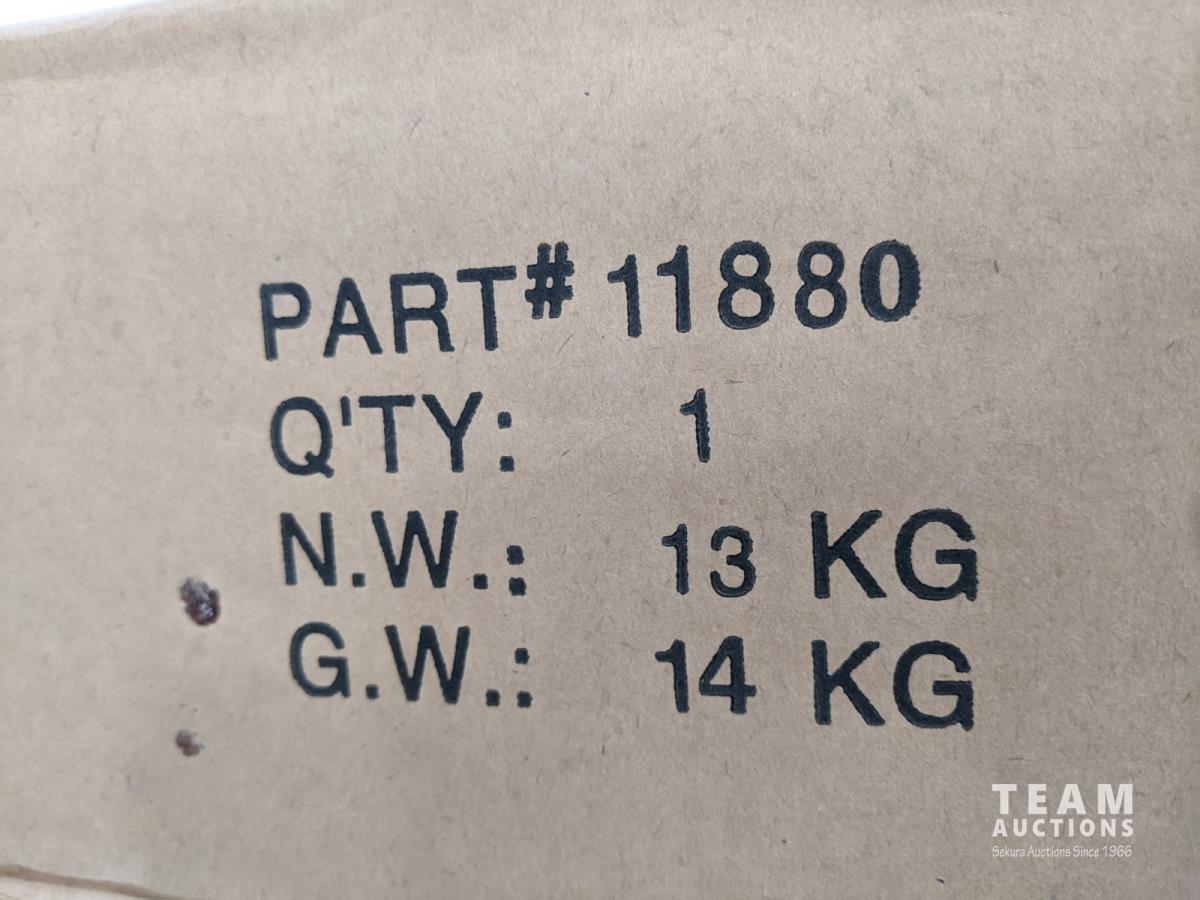 PART# 11880
Q'TY: 1
N.W.: 13 KG
G.W.: 14 KG
TEAM
AUCTIONS
Sekura Auctions Since 1966